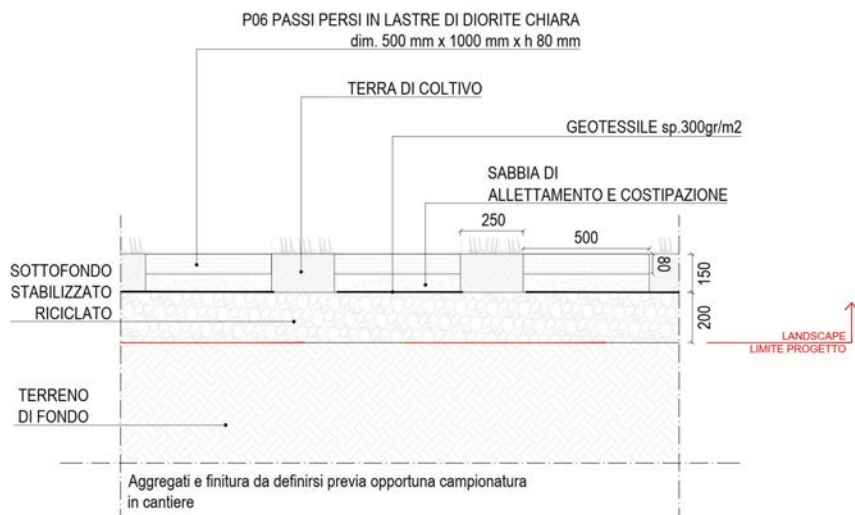 P06 PASSI PERSI IN LASTRE DI DIORITE CHIARA
dim. 500 mm x 1000 mm x h 80 mm
TERRA DI COLTIVO
GEOTESSILE sp.300gr/m2
SABBIA DI
ALLETTAMENTO E COSTIPAZIONE
250
500
80
150
SOTTOFONDO
STABILIZZATO
RICICLATO
200
LANDSCAPE
LIMITE PROGETTO
TERRENO
DI FONDO
Aggregati e finitura da definirsi previa opportuna campionatura
in cantiere